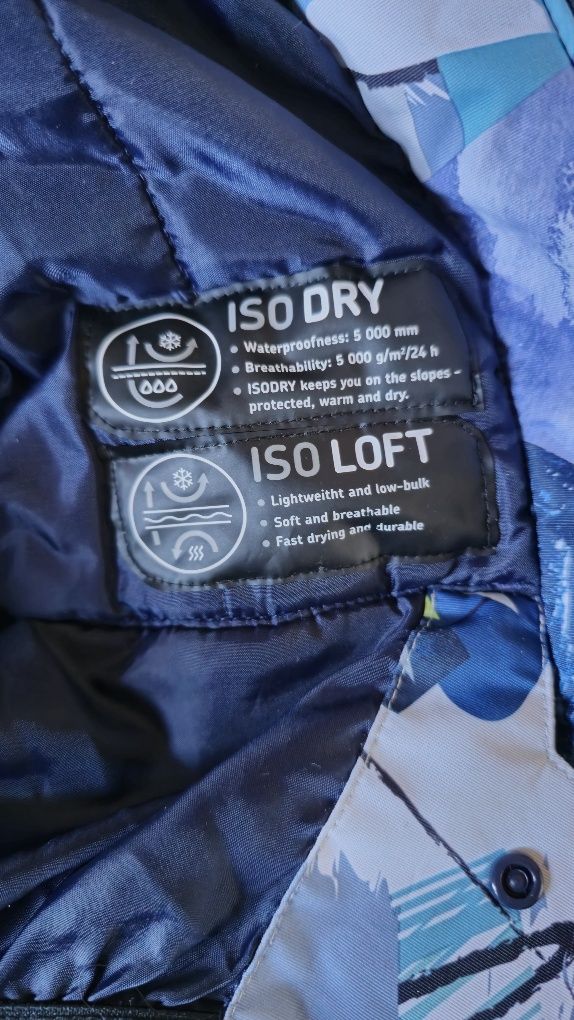 ISO DRY
• Waterproofness: 5 000 mm
• Breathability: 5 000 g/m²/24 h
• ISODRY keeps you on the slopes -
protected, warm and dry.
ISO LOFT
• Lightweitht and low-bulk
• Soft and breathable
• Fast drying and durable